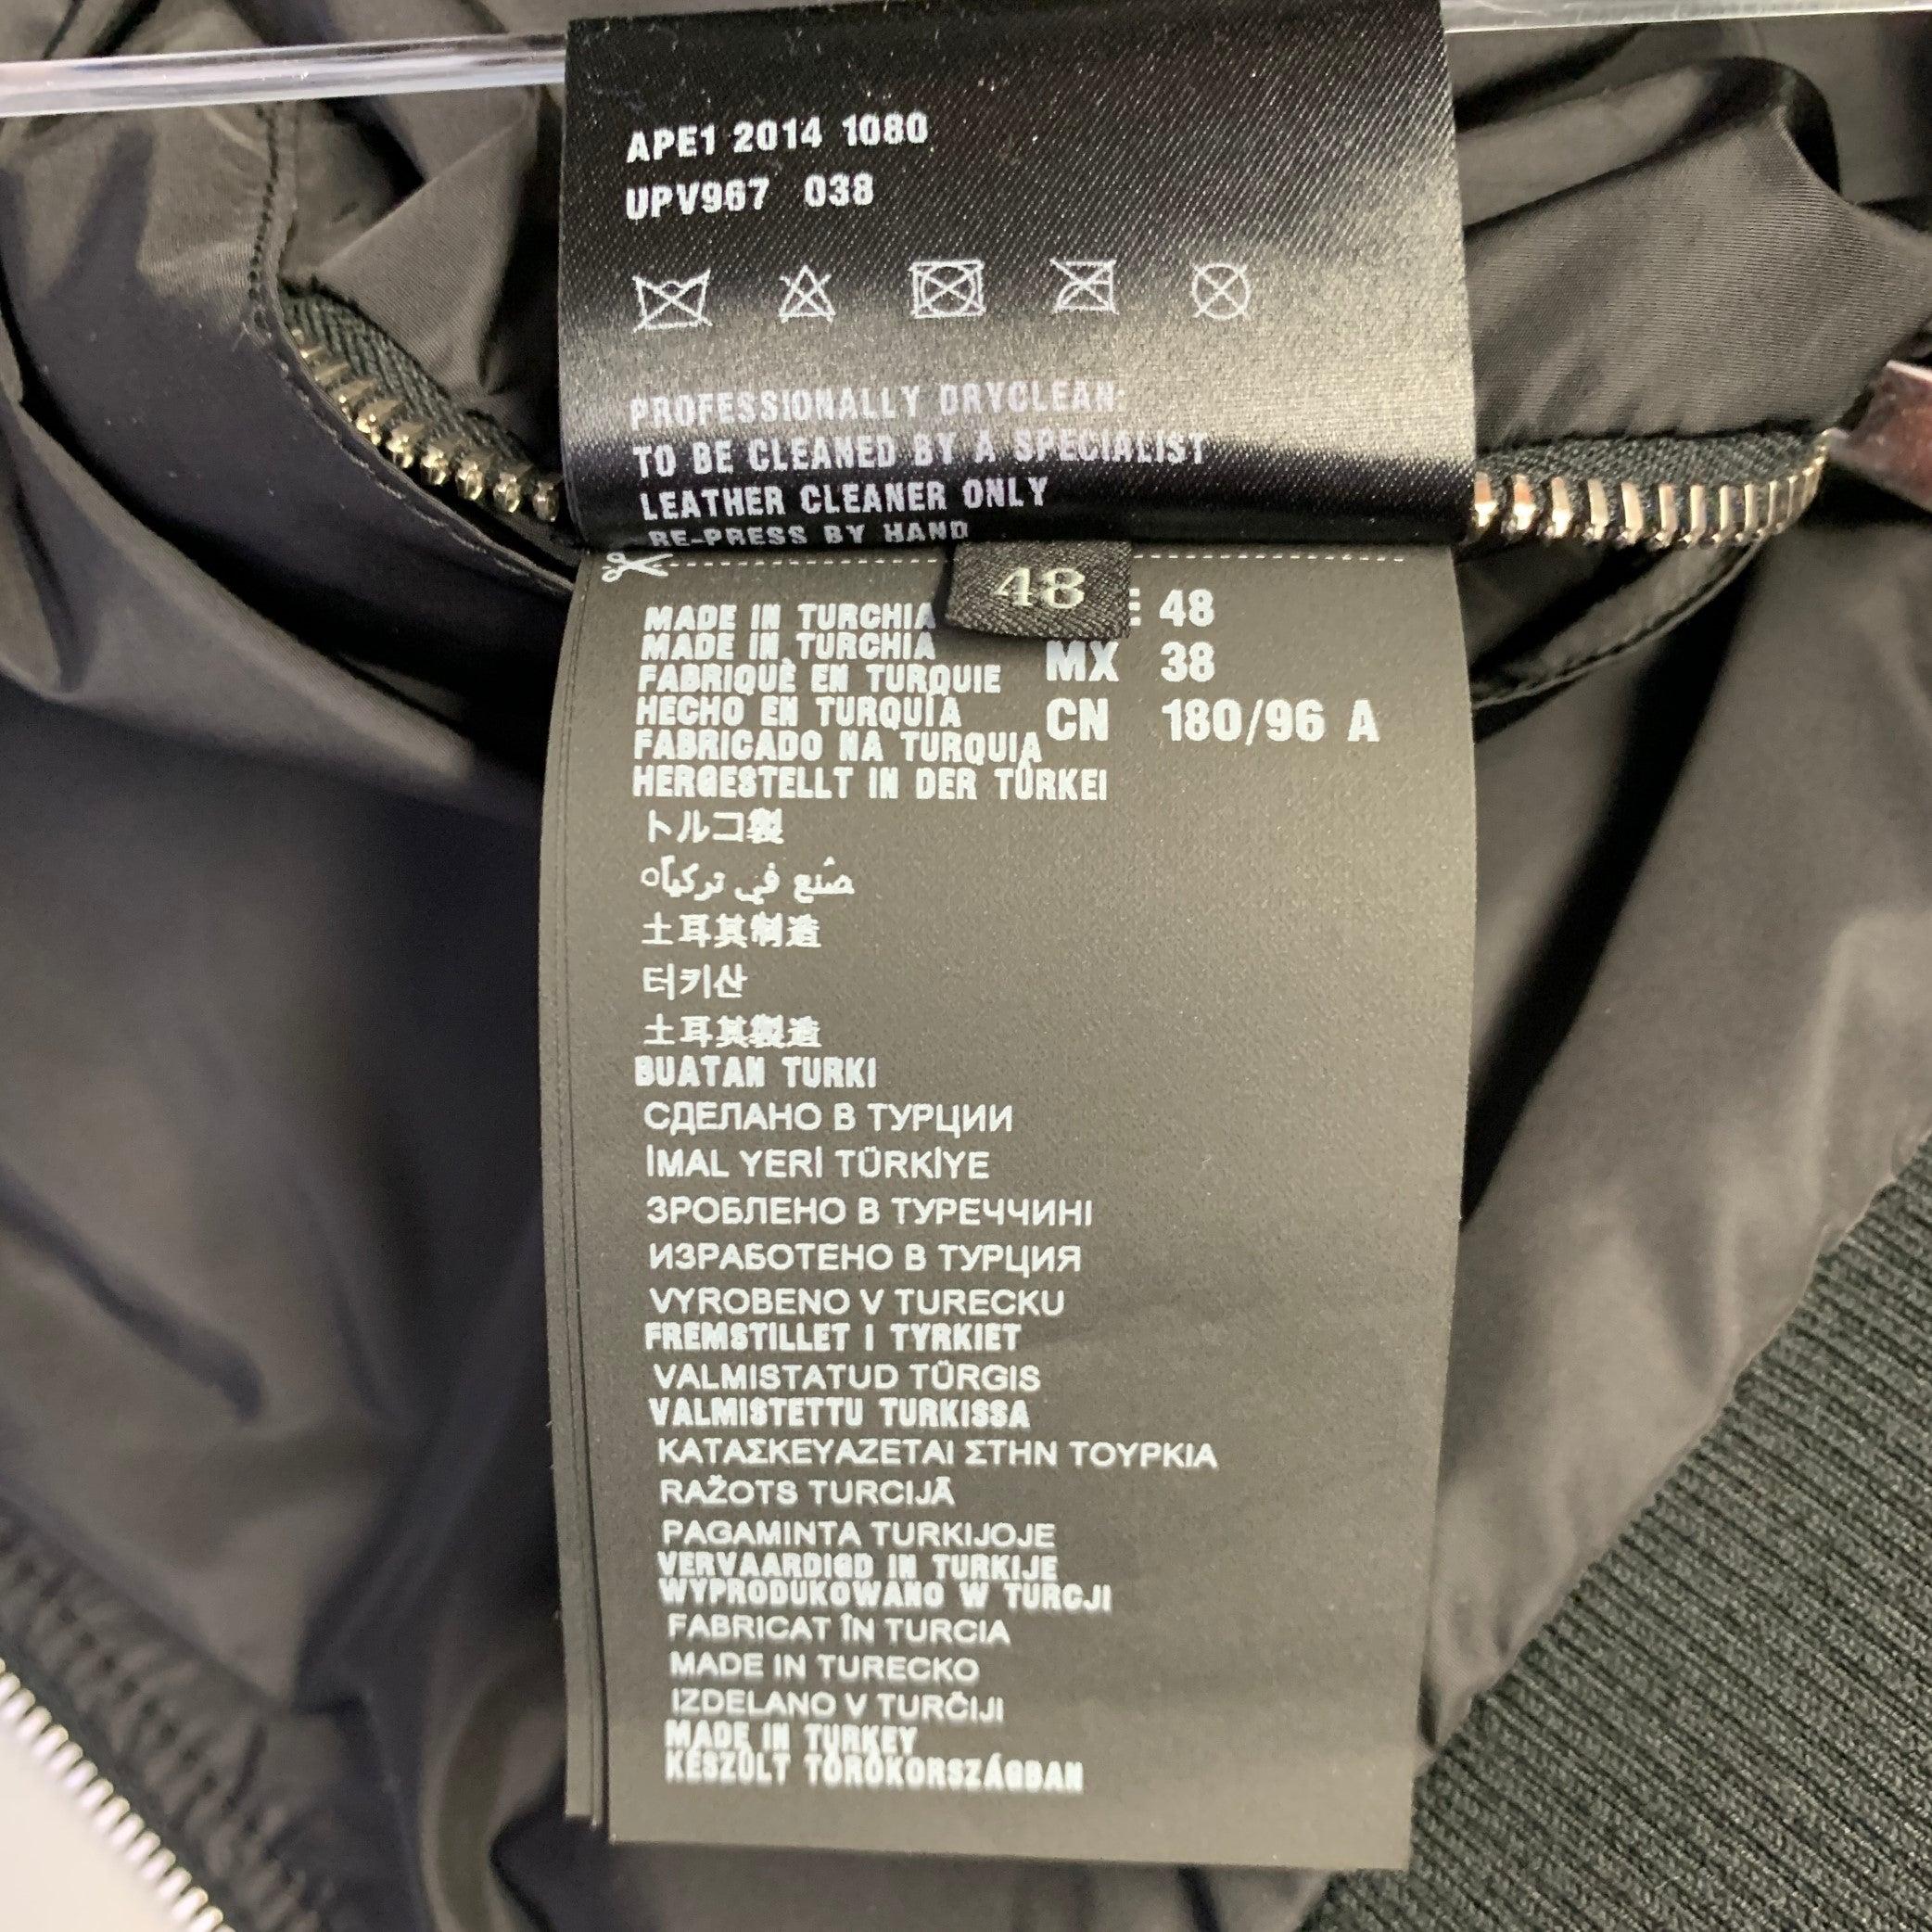 APE1 2014 1080
UPV967 038
PROFESSIONALLY DRYCLEAN:
TO BE CLEANED BY A SPECIALIST
LEATHER CLEANER ONLY
RE-PRESS BY HAND
48
E 48
MX 38
CN 180/96 A
MADE IN TURCHIA
MADE IN TURCHIA
FABRIQUÈ EN TURQUIE
HECHO EN TURQUÍA
FABRICADO NA TURQUIA
HERGESTELLT IN DER TÜRKEI
トルコ製
صُنع في تركيا
土耳其制造
터키산
土耳其製造
BUATAN TURKI
СДЕЛАНО В ТУРЦИИ
İMAL YERİ TÜRKİYE
ЗРОБЛЕНО В ТУРЕЧЧИНІ
ИЗРАБОТЕНО В ТУРЦИЯ
VYROBENO V TURECKU
FREMSTILLET I TYRKIET
VALMISTATUD TÜRGIS
VALMISTETTU TURKISSA
ΚΑΤΑΣΚΕΥΑΖΕΤΑΙ ΣΤΗΝ ΤΟΥΡΚΙΑ
RAŽOTS TURCIJĀ
PAGAMINTA TURKIJOJE
VERVAARDIGD IN TURKIJE
WYPRODUKOWANO W TURCJI
FABRICAT ÎN TURCIA
MADE IN TURECKO
IZDELANO V TURČIJI
MADE IN TURKEY
KÉSZÜLT TÖRÖKORSZÁGBAN